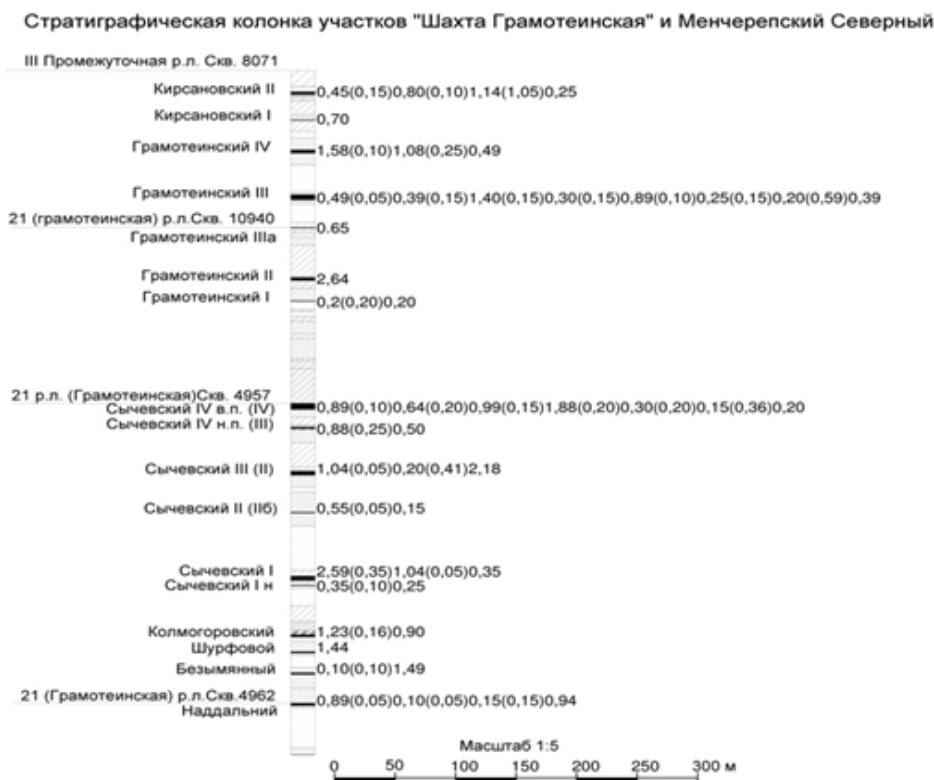 Стратиграфическая колонка участков "Шахта Грамотеинская" и Менчерепский Северный
III Промежуточная р.л. Скв. 8071
Кирсановский II 0,45(0,15)0,80(0,10)1,14(1,05)0,25
Кирсановский I 0,70
Грамотеинский IV 1,58(0,10)1,08(0,25)0,49
Грамотеинский III 0,49(0,05)0,39(0,15)1,40(0,15)0,30(0,15)0,89(0,10)0,25(0,15)0,20(0,59)0,39
21 (грамотеинская) р.л.Скв. 10940
Грамотеинский IIIа 0.65
Грамотеинский II 2,64
Грамотеинский I 0,2(0,20)0,20
21 р.л. (Грамотеинская)Скв. 4957
Сычевский IV в.п. (IV) 0,89(0,10)0,64(0,20)0,99(0,15)1,88(0,20)0,30(0,20)0,15(0,36)0,20
Сычевский IV н.п. (III) 0,88(0,25)0,50
Сычевский III (II) 1,04(0,05)0,20(0,41)2,18
Сычевский II (IIб) 0,55(0,05)0,15
Сычевский I 2,59(0,35)1,04(0,05)0,35
Сычевский I н 0,35(0,10)0,25
Колмогоровский 1,23(0,16)0,90
Шурфовой 1,44
Безымянный 0,10(0,10)1,49
21 (Грамотеинская) р.л.Скв.4962
Наддальний 0,89(0,05)0,10(0,05)0,15(0,15)0,94
Масштаб 1:5
0 50 100 150 200 250 300 м